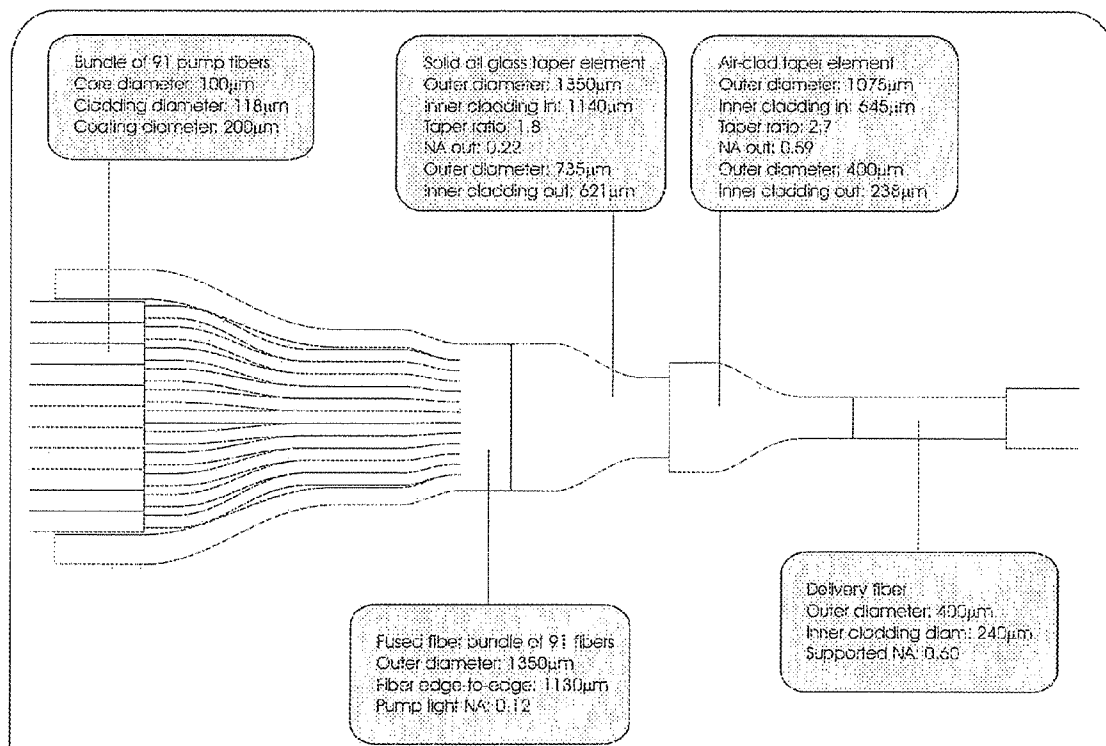 Bundle of 91 pump fibers
Core diameter: 100µm
Cladding diameter: 118µm
Coating diameter: 200µm
Solid all glass taper element
Outer diameter: 1350µm
Inner cladding in: 1140µm
Taper ratio: 1.8
NA out: 0.22
Outer diameter: 735µm
Inner cladding out: 621µm
Air-clad taper element
Outer diameter: 1075µm
Inner cladding in: 645µm
Taper ratio: 2.7
NA out: 0.59
Outer diameter: 400µm
Inner cladding out: 238µm
Fused fiber bundle of 91 fibers
Outer diameter: 1350µm
Fiber edge-to-edge: 1130µm
Pump light NA: 0.12
Delivery fiber
Outer diameter: 400µm
Inner cladding diam: 240µm
Supported NA: 0.60